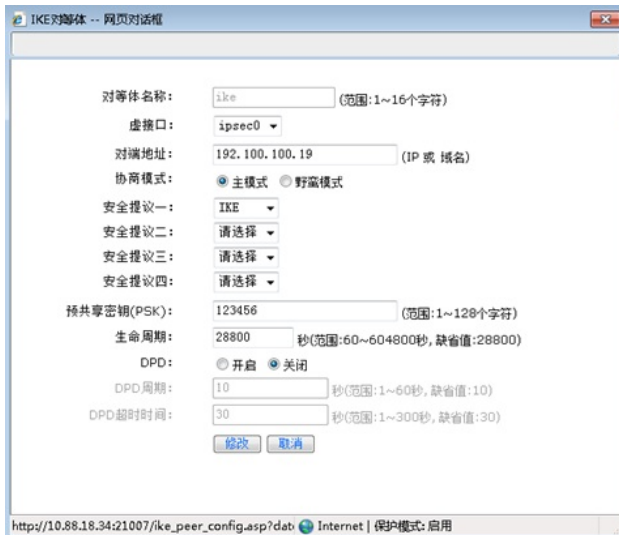 IKE对等体 -- 网页对话框
对等体名称： ike (范围:1~16个字符)
虚接口： ipsec0
对端地址： 192.100.100.19 (IP 或 域名)
协商模式： 主模式 野蛮模式
安全提议一： IKE
安全提议二： 请选择
安全提议三： 请选择
安全提议四： 请选择
预共享密钥(PSK)： 123456 (范围:1~128个字符)
生命周期： 28800 秒(范围:60~604800秒, 缺省值:28800)
DPD： 开启 关闭
DPD周期： 10 秒(范围:1~60秒, 缺省值:10)
DPD超时时间： 30 秒(范围:1~300秒, 缺省值:30)
修改 取消
http://10.88.18.34:21007/ike_peer_config.asp?dat Internet | 保护模式: 启用